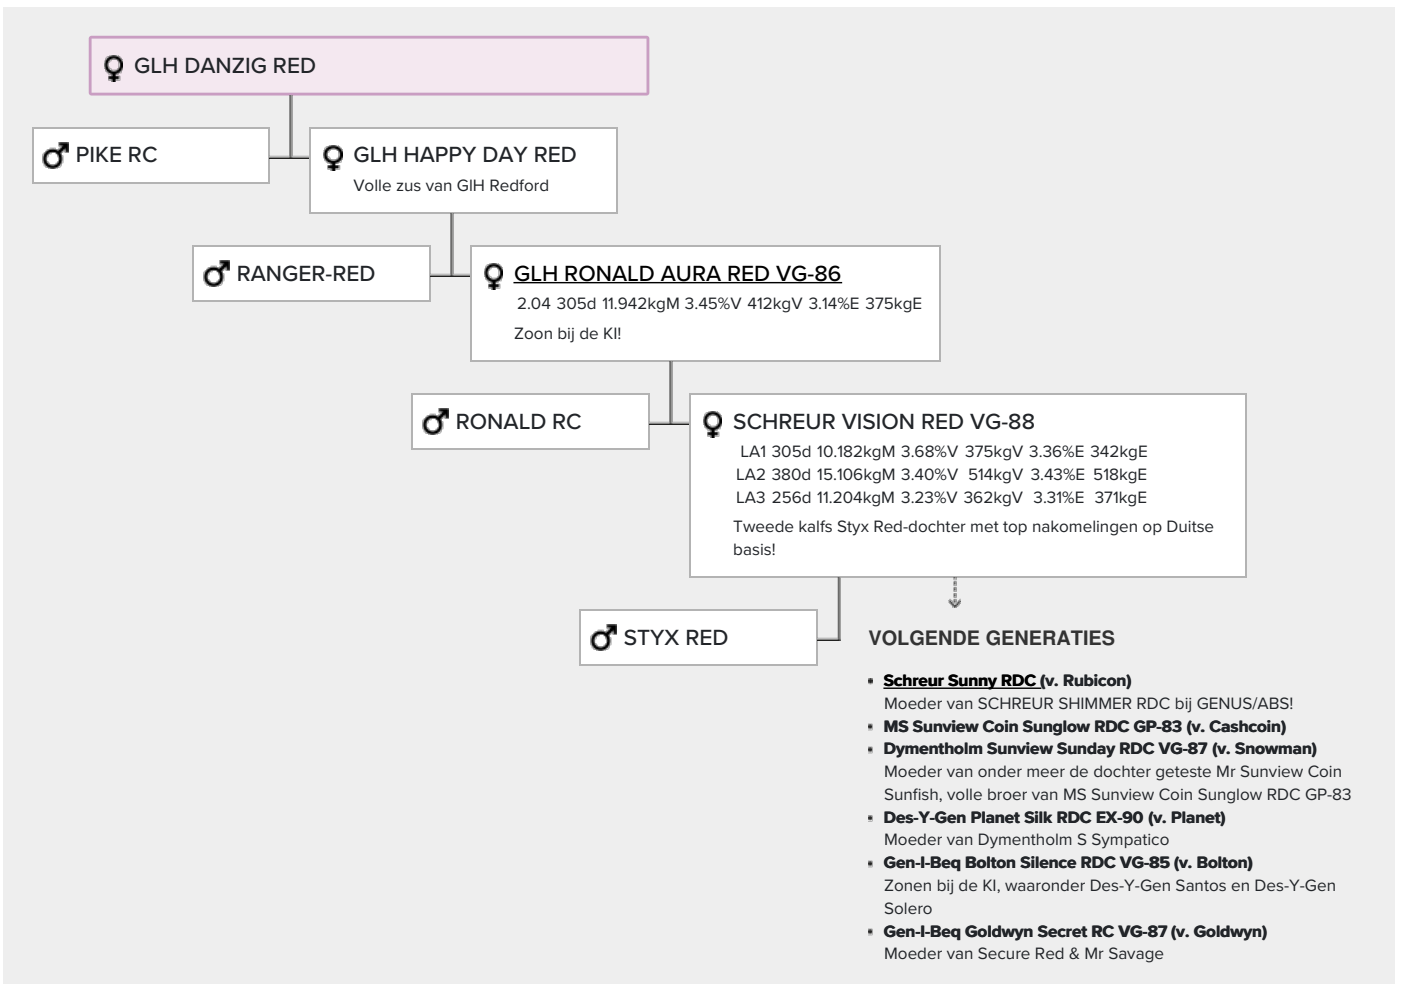 GLH DANZIG RED
PIKE RC
GLH HAPPY DAY RED
Volle zus van GlH Redford
RANGER-RED
GLH RONALD AURA RED VG-86
2.04 305d 11.942kgM 3.45%V 412kgV 3.14%E 375kgE
Zoon bij de KI!
RONALD RC
SCHREUR VISION RED VG-88
LA1 305d 10.182kgM 3.68%V 375kgV 3.36%E 342kgE
LA2 380d 15.106kgM 3.40%V 514kgV 3.43%E 518kgE
LA3 256d 11.204kgM 3.23%V 362kgV 3.31%E 371kgE
Tweede kalfs Styx Red-dochter met top nakomelingen op Duitse
basis!
STYX RED
VOLGENDE GENERATIES
Schreur Sunny RDC (v. Rubicon)
Moeder van SCHREUR SHIMMER RDC bij GENUS/ABS!
MS Sunview Coin Sunglow RDC GP-83 (v. Cashcoin)
Dymentholm Sunview Sunday RDC VG-87 (v. Snowman)
Moeder van onder meer de dochter geteste Mr Sunview Coin
Sunfish, volle broer van MS Sunview Coin Sunglow RDC GP-83
Des-Y-Gen Planet Silk RDC EX-90 (v. Planet)
Moeder van Dymentholm S Sympatico
Gen-I-Beq Bolton Silence RDC VG-85 (v. Bolton)
Zonen bij de KI, waaronder Des-Y-Gen Santos en Des-Y-Gen
Solero
Gen-I-Beq Goldwyn Secret RC VG-87 (v. Goldwyn)
Moeder van Secure Red & Mr Savage